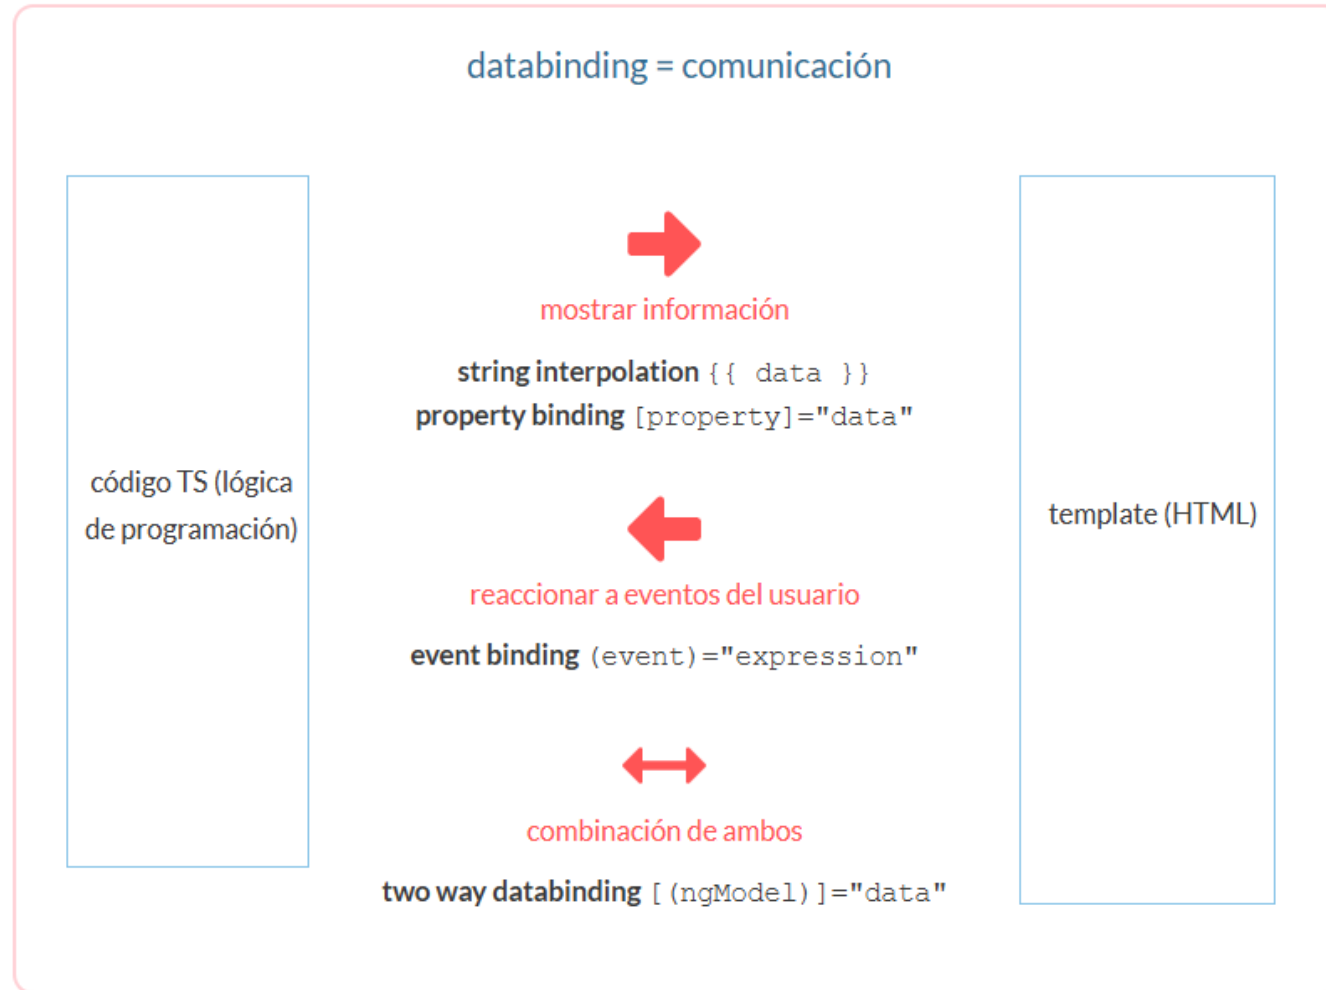 databinding = comunicación
mostrar información
string interpolation {{ data }}
property binding [property]="data"
código TS (lógica
de programación)
template (HTML)
reaccionar a eventos del usuario
event binding (event)="expression"
combinación de ambos
two way databinding [(ngModel)]="data"